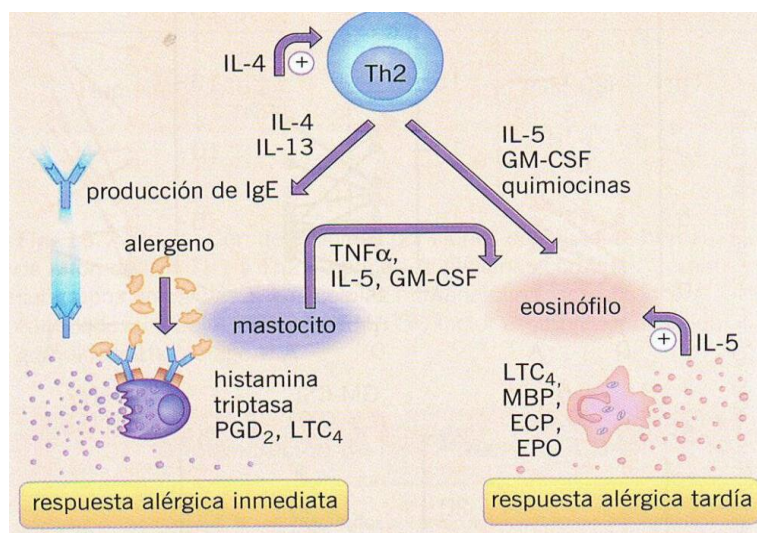 IL-4
+
Th2
IL-4
IL-13
IL-5
GM-CSF
quimiocinas
producción de IgE
alergeno
TNFα,
IL-5, GM-CSF
mastocito
eosinófilo
+
IL-5
histamina
triptasa
PGD₂, LTC₄
LTC₄,
MBP,
ECP,
EPO
respuesta alérgica inmediata
respuesta alérgica tardía